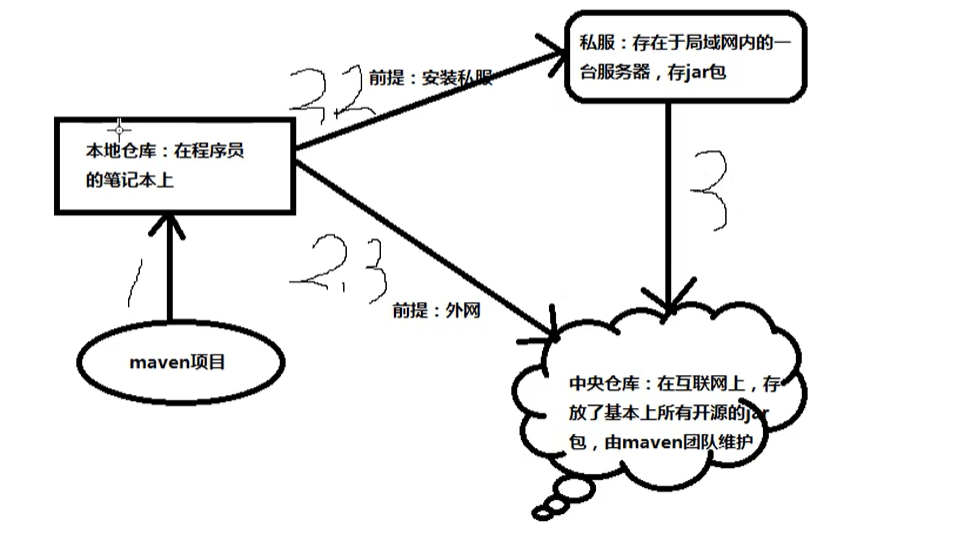 私服：存在于局域网内的一
台服务器，存jar包
2.2
前提：安装私服
本地仓库：在程序员
的笔记本上
3
1
2.3
前提：外网
maven项目
中央仓库：在互联网上，存
放了基本上所有开源的jar
包，由maven团队维护